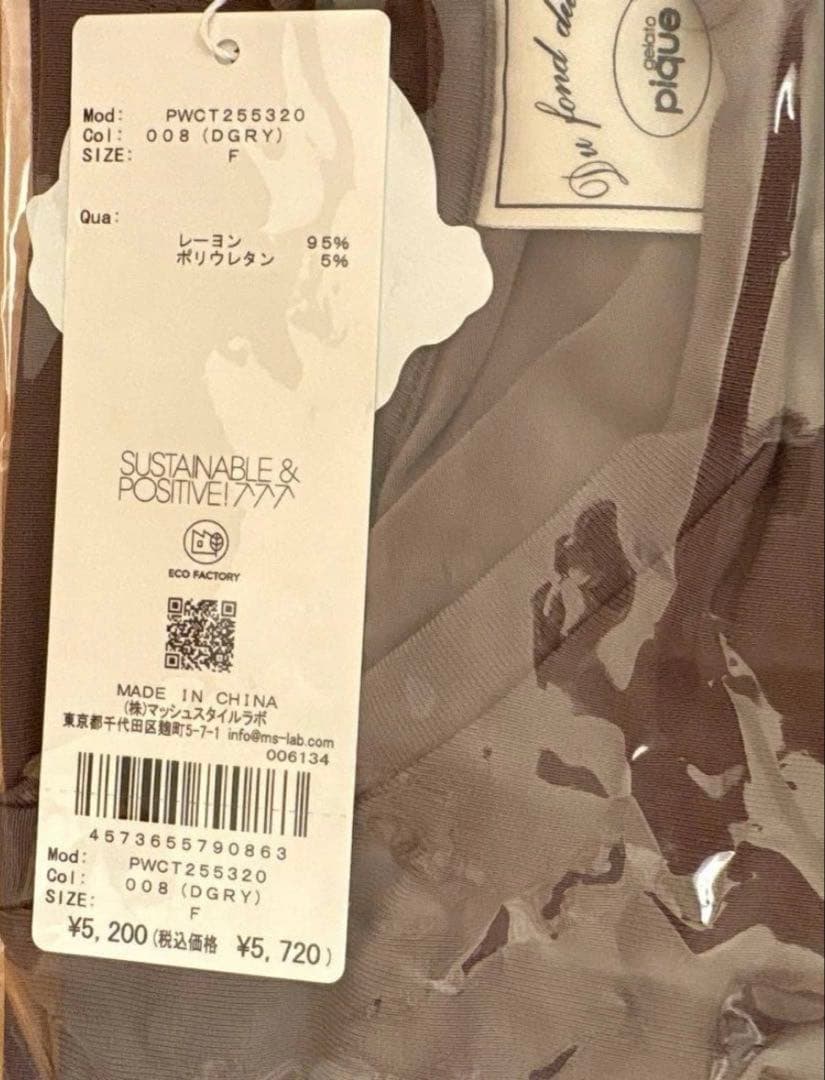 Mod: PWCT255320
Col: 008 (DGRY)
SIZE: F
Qua:
レーヨン 95%
ポリウレタン 5%
SUSTAINABLE &
POSITIVE!
ECO FACTORY
MADE IN CHINA
(株)マッシュスタイルラボ
東京都千代田区麹町5-7-1 info@ms-lab.com
006134
4573655790863
Mod: PWCT255320
Col: 008 (DGRY)
SIZE: F
¥5,200(税込価格 ¥5,720)
Du fond du
gelato
pique